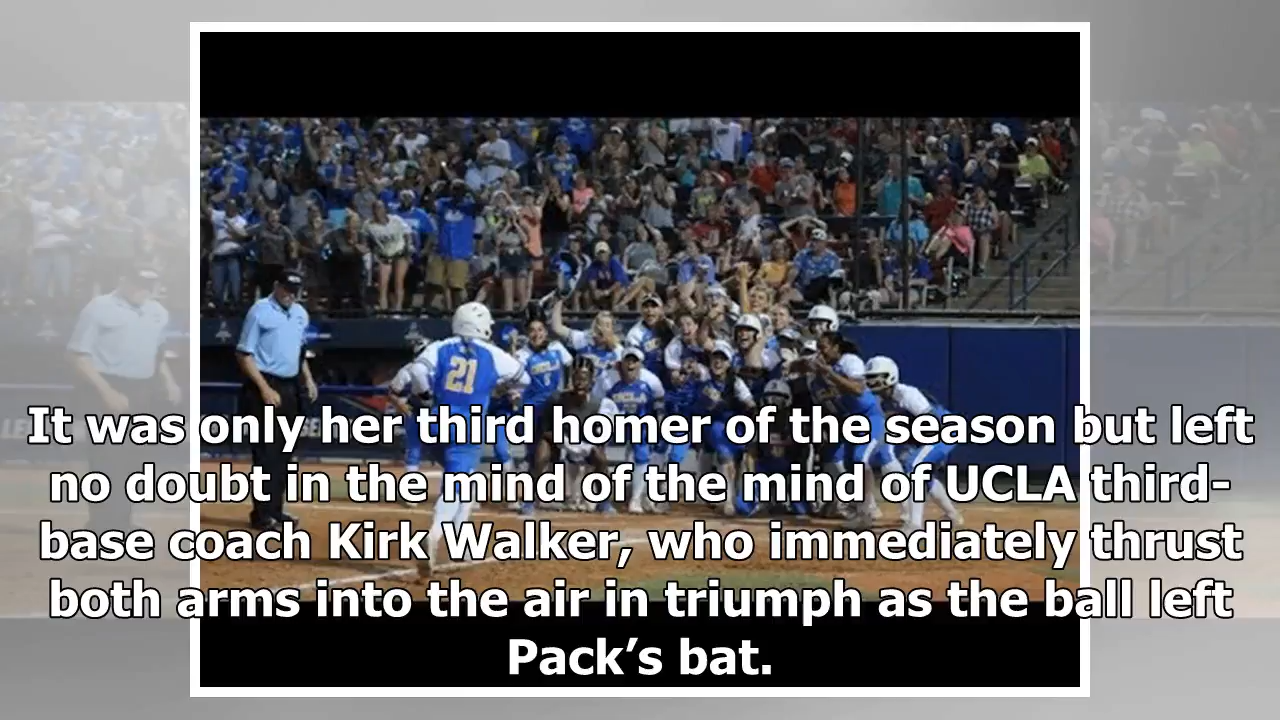 21
UCLA
It was only her third homer of the season but left
no doubt in the mind of the mind of UCLA third-
base coach Kirk Walker, who immediately thrust
both arms into the air in triumph as the ball left
Pack’s bat.